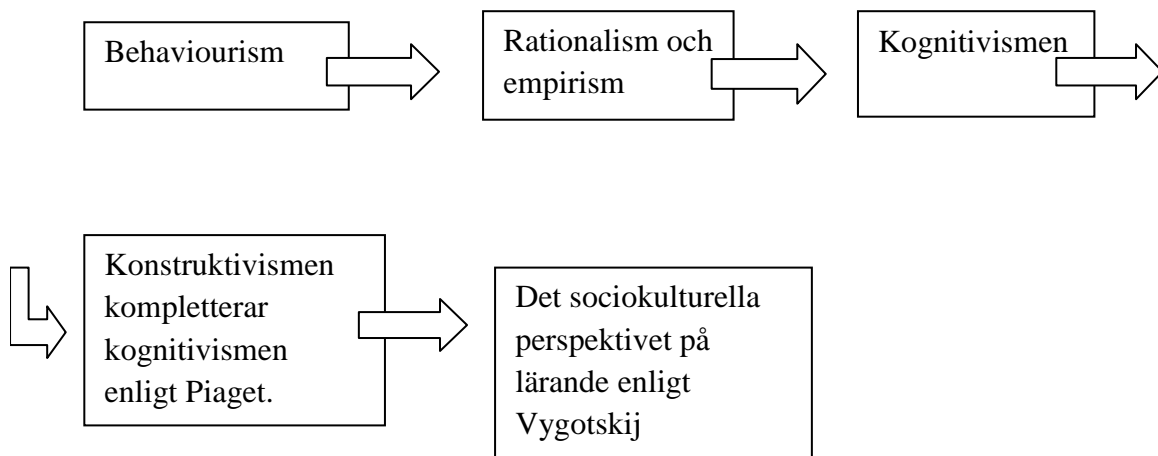 Behaviourism
Rationalism och
empirism
Kognitivismen
Konstruktivismen
kompletterar
kognitivismen
enligt Piaget.
Det sociokulturella
perspektivet på
lärande enligt
Vygotskij